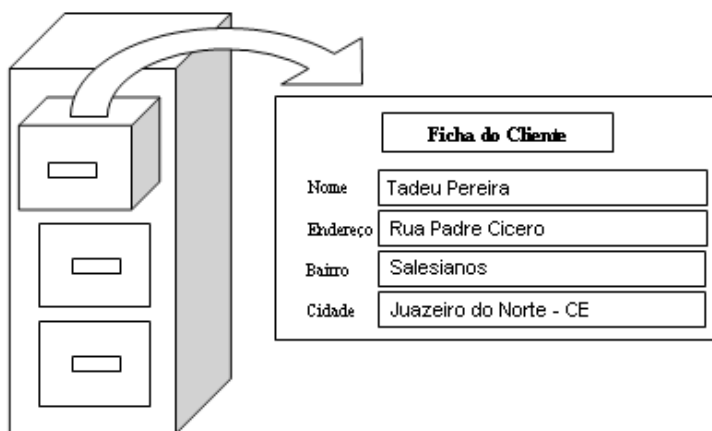 Ficha do Cliente
Nome Tadeu Pereira
Endereço Rua Padre Cicero
Bairro Salesianos
Cidade Juazeiro do Norte - CE